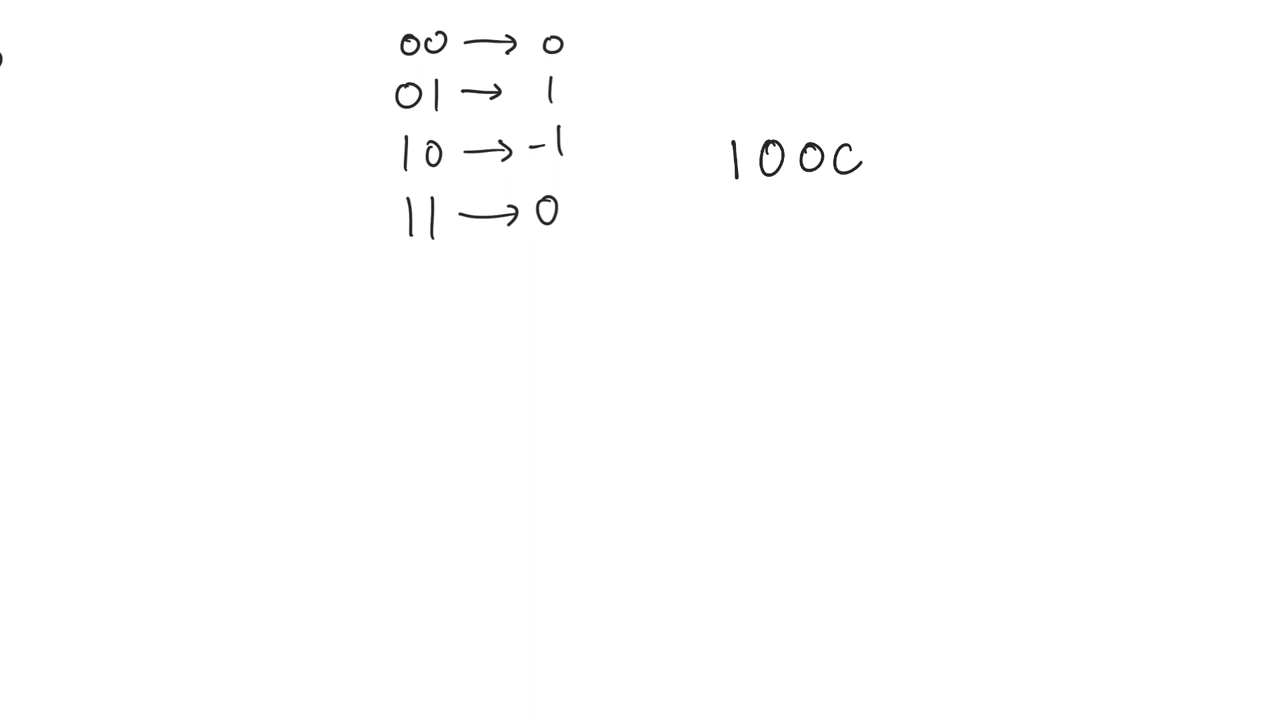 00 → 0
01 → 1
10 → -1
11 → 0
100C